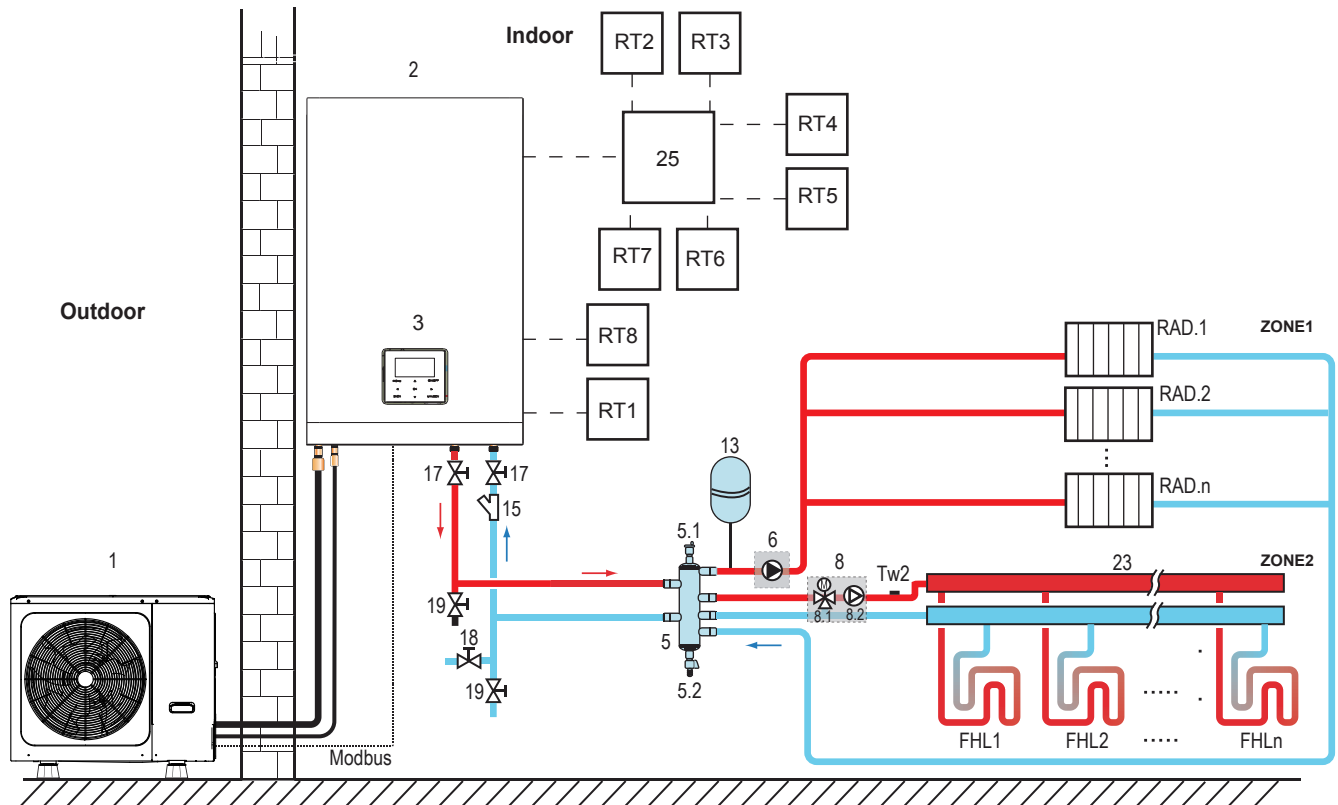 Indoor
Outdoor
RT2
RT3
2
25
RT4
RT5
RT7
RT6
3
RT8
RT1
RAD.1
ZONE1
RAD.2
RAD.n
17
17
15
13
5.1
6
8
Tw2
23
ZONE2
1
19
8.1
8.2
18
5
5.2
19
FHL1
FHL2
FHLn
Modbus